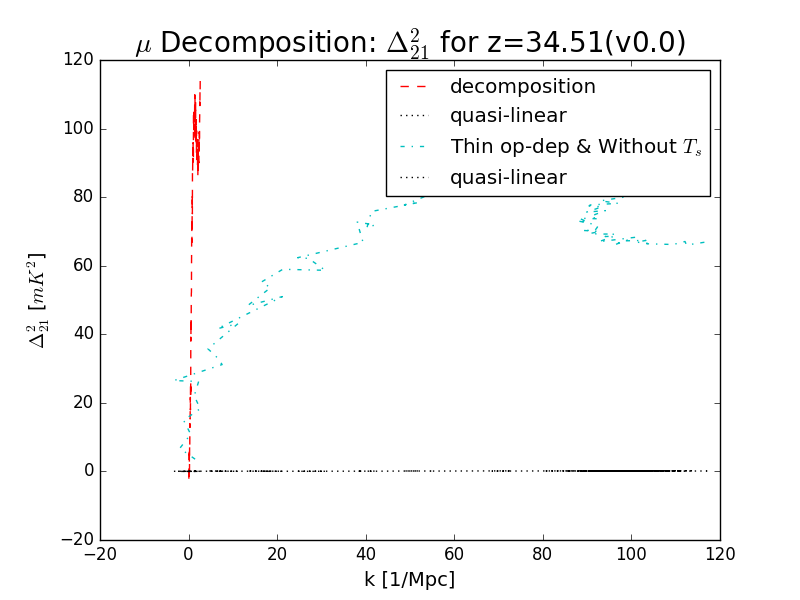 μ Decomposition: Δ²₂₁ for z=34.51(v0.0)
120
100
80
60
40
20
0
−20
Δ²₂₁ [mK²]
decomposition
quasi-linear
Thin op-dep & Without Tₛ
quasi-linear
−20
0
20
40
60
80
100
120
k [1/Mpc]